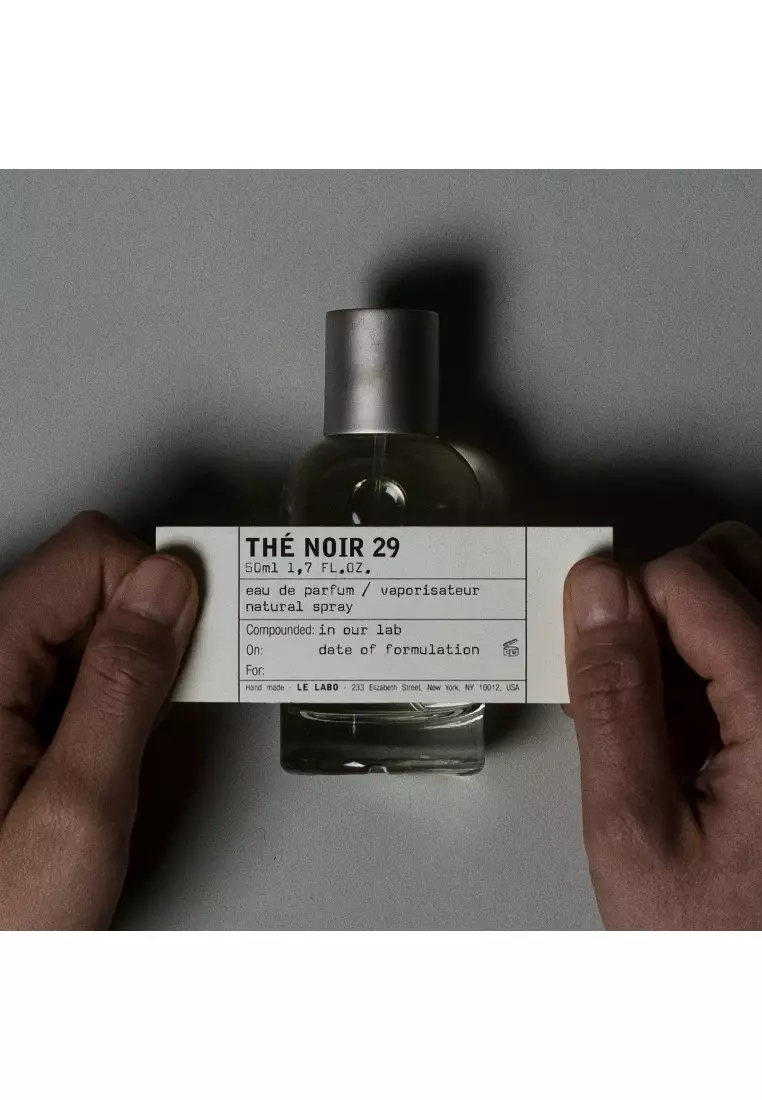 THÉ NOIR 29
50ml 1,7 FL.OZ.
eau de parfum / vaporisateur
natural spray
Compounded: in our lab
On: date of formulation
For:
Hand made - LE LABO - 233 Elizabeth Street, New York, NY 10012, USA